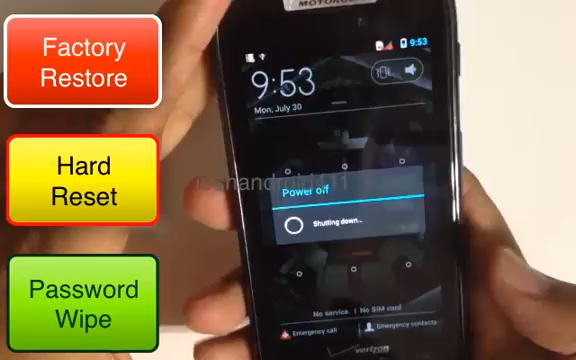 Factory
Restore
Hard
Reset
Password
Wipe
MOTOROLA
9:53
9:53
Mon, July 30
Power off
Shutting down...
No service. | No SIM card
Emergency call
Emergency contacts
verizon